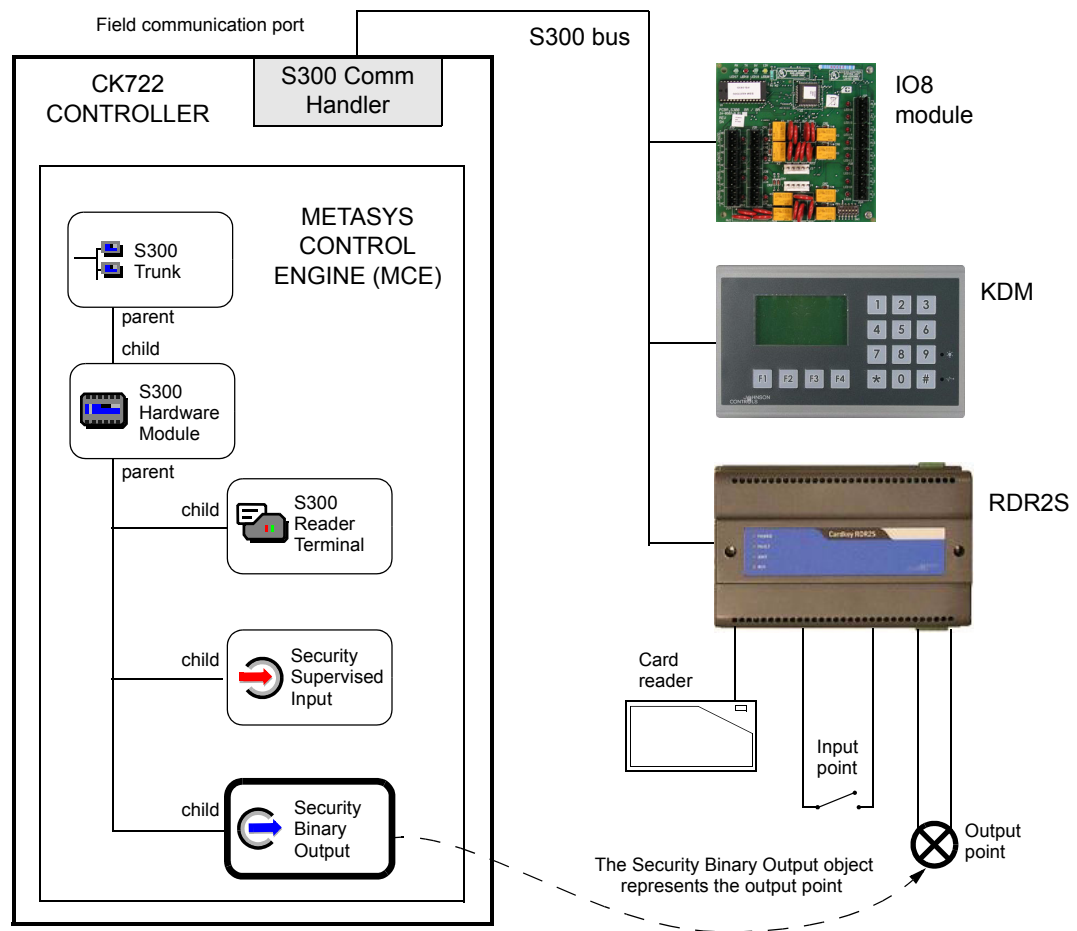 Field communication port
S300 bus
CK722
CONTROLLER
S300 Comm
Handler
METASYS
CONTROL
ENGINE (MCE)
S300
Trunk
parent
child
S300
Hardware
Module
parent
child
S300
Reader
Terminal
child
Security
Supervised
Input
child
Security
Binary
Output
IO8
module
KDM
1 2 3
4 5 6
7 8 9
F1 F2 F3 F4 * 0 #
JOHNSON
CONTROLS
RDR2S
Cardkey RDR2S
Card
reader
Input
point
Output
point
The Security Binary Output object
represents the output point